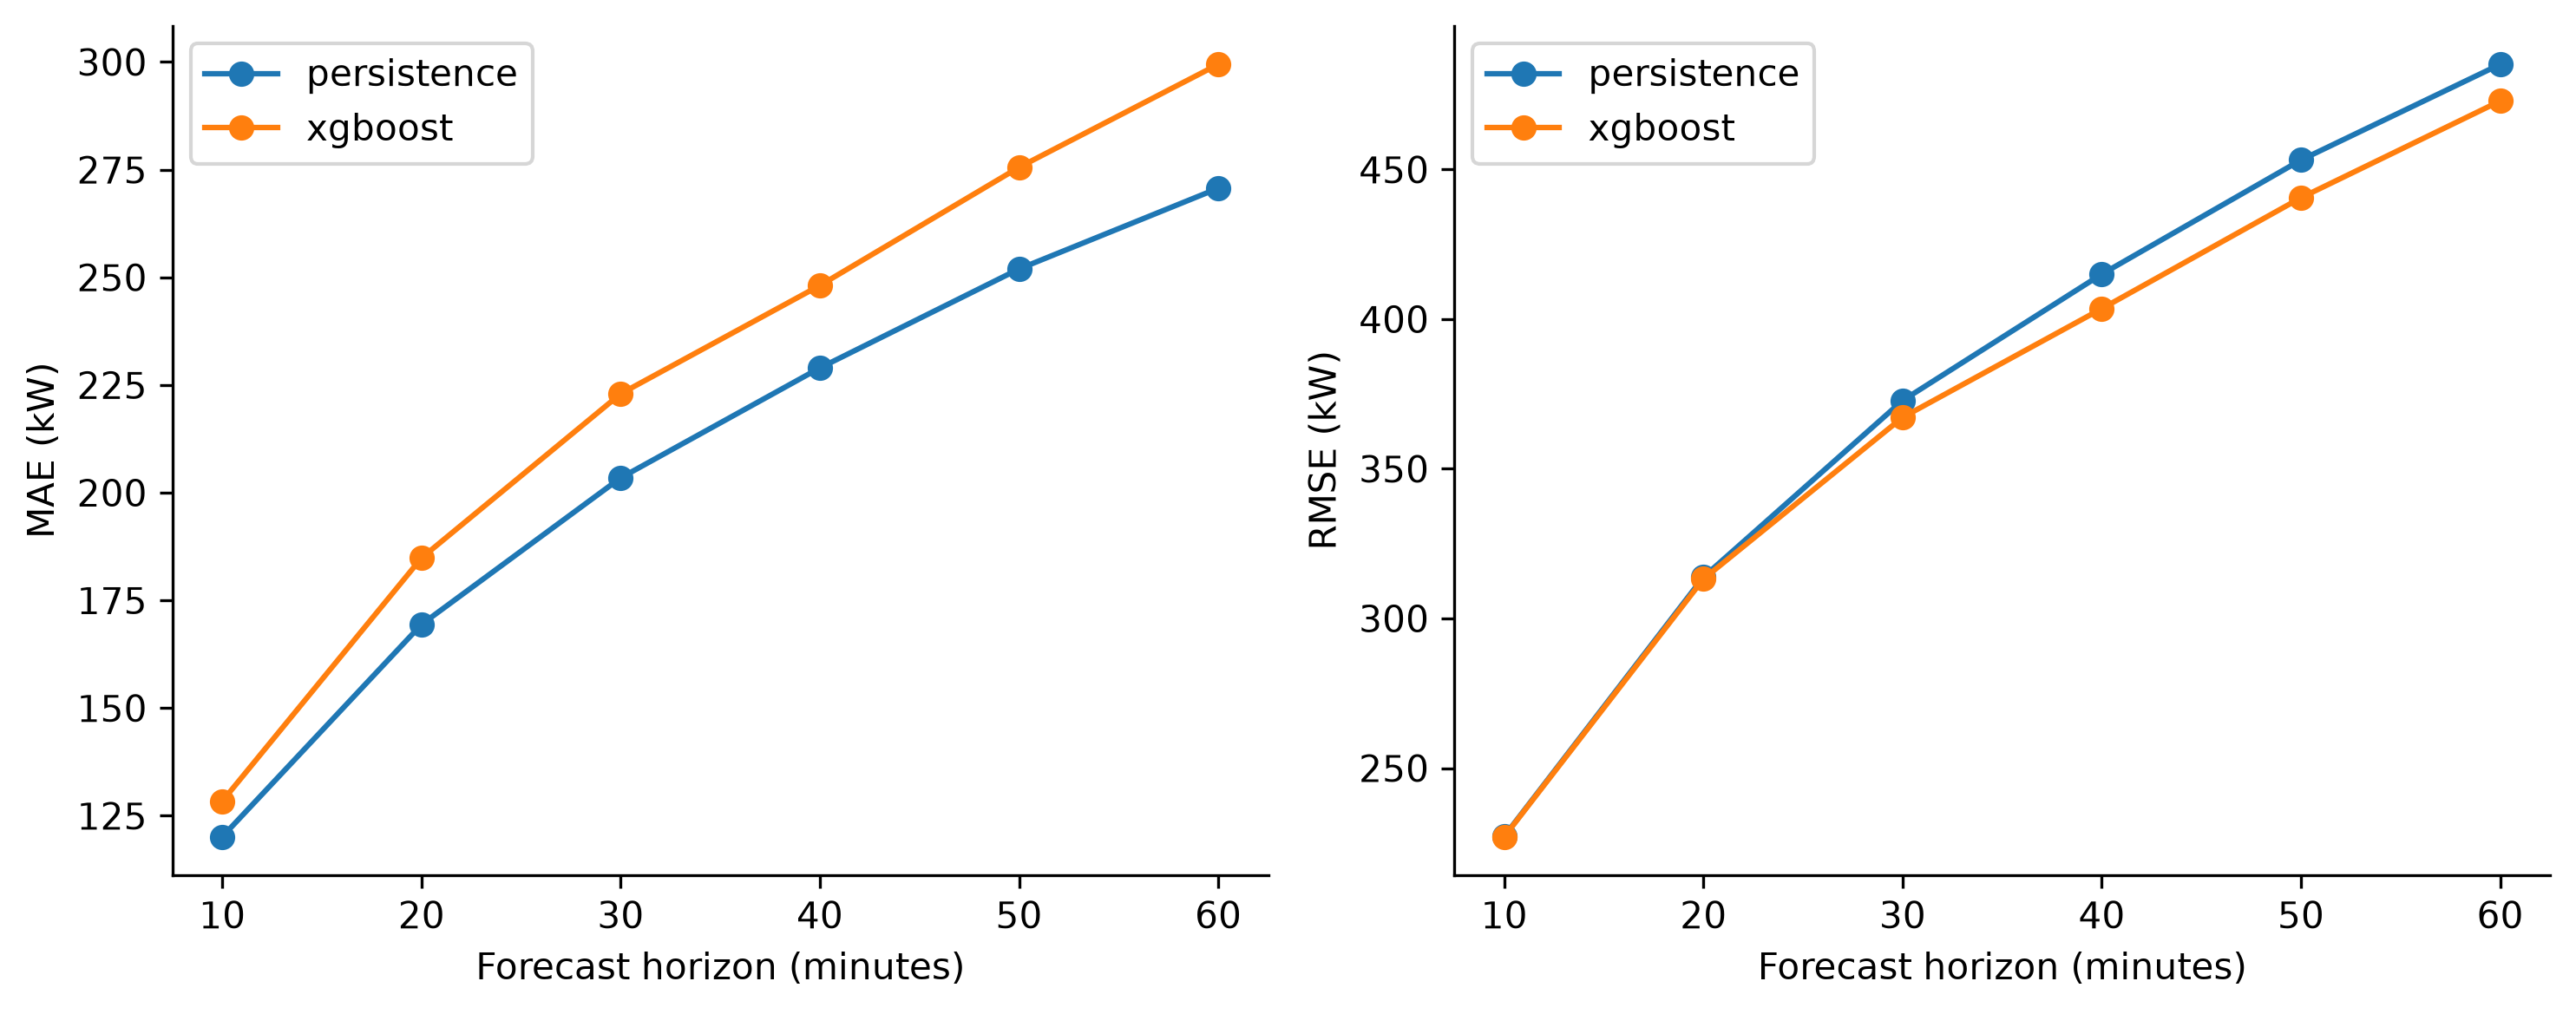 persistence
xgboost
300
275
250
225
200
175
150
125
MAE (kW)
10 20 30 40 50 60
Forecast horizon (minutes)
persistence
xgboost
450
400
350
300
250
RMSE (kW)
10 20 30 40 50 60
Forecast horizon (minutes)